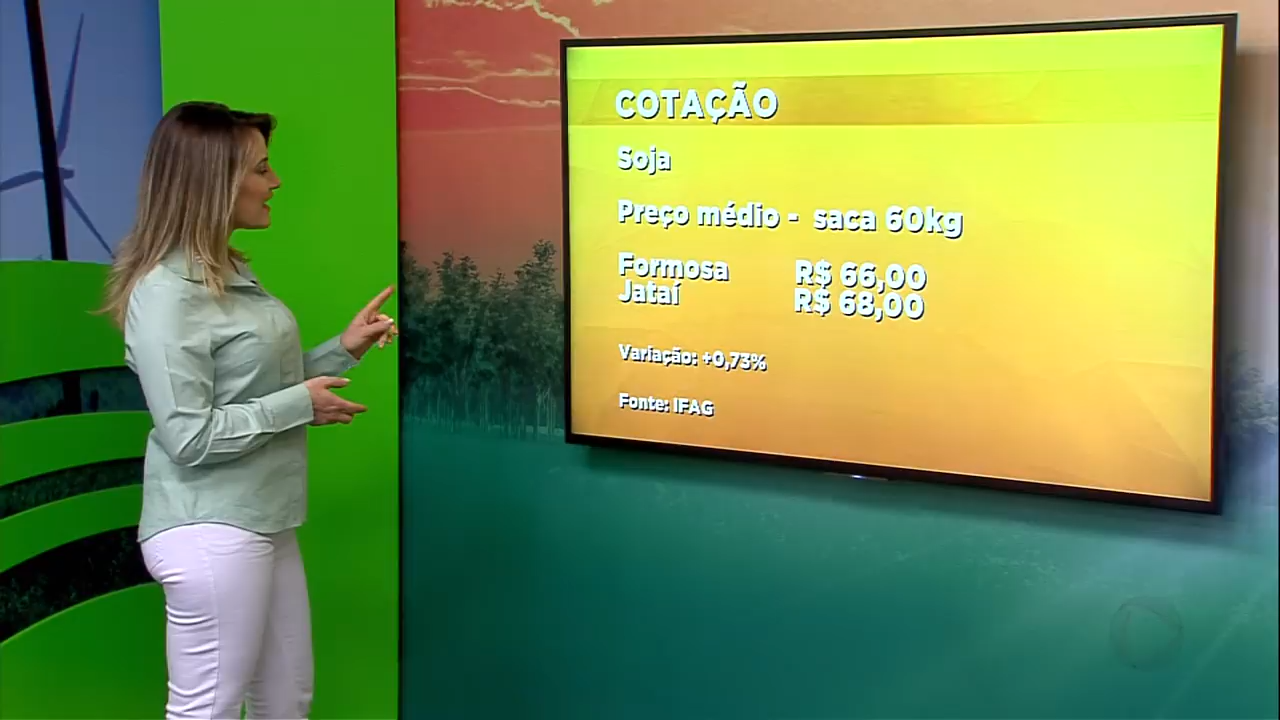 COTAÇÃO
Soja
Preço médio - saca 60kg
Formosa R$ 66,00
Jataí R$ 68,00
Variação: +0,73%
Fonte: IFAG